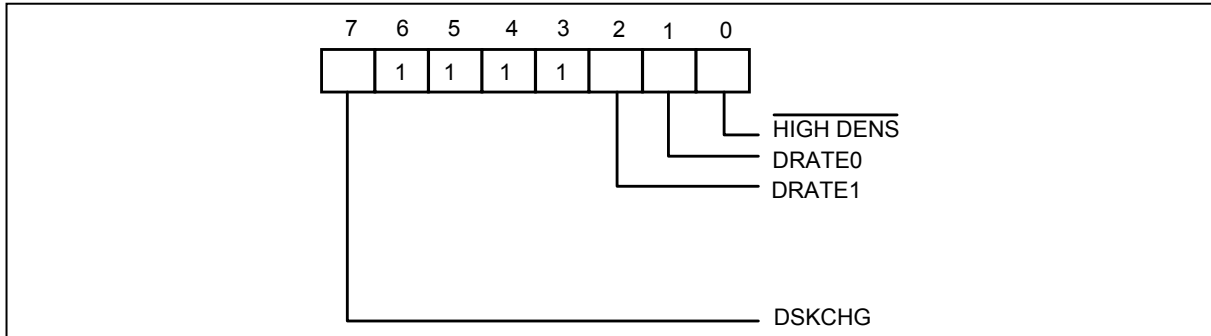 7 6 5 4 3 2 1 0
1 1 1 1
HIGH DENS
DRATE0
DRATE1
DSKCHG